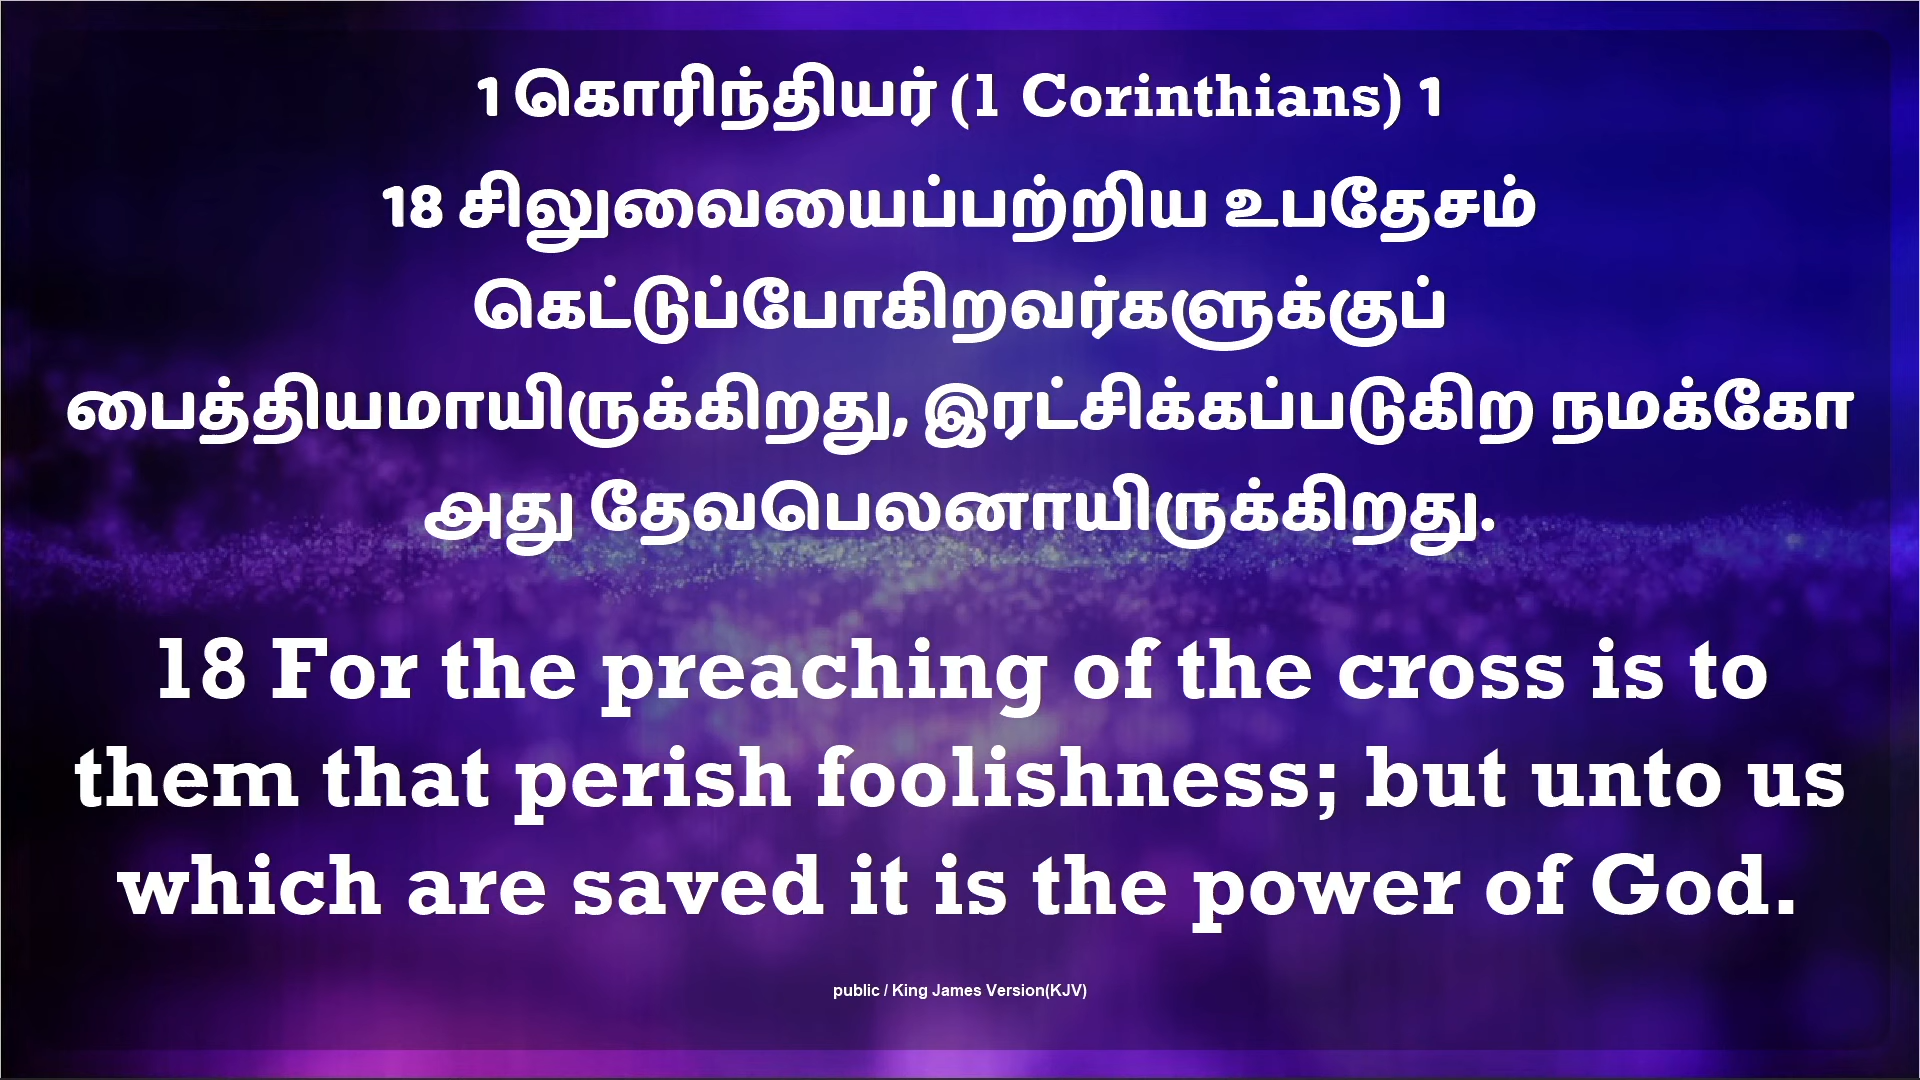 1 கொரிந்தியர் (1 Corinthians) 1
18 சிலுவையைப்பற்றிய உபதேசம்
கெட்டுப்போகிறவர்களுக்குப்
பைத்தியமாயிருக்கிறது, இரட்சிக்கப்படுகிற நமக்கோ
அது தேவபெலனாயிருக்கிறது.
18 For the preaching of the cross is to
them that perish foolishness; but unto us
which are saved it is the power of God.
public / King James Version(KJV)